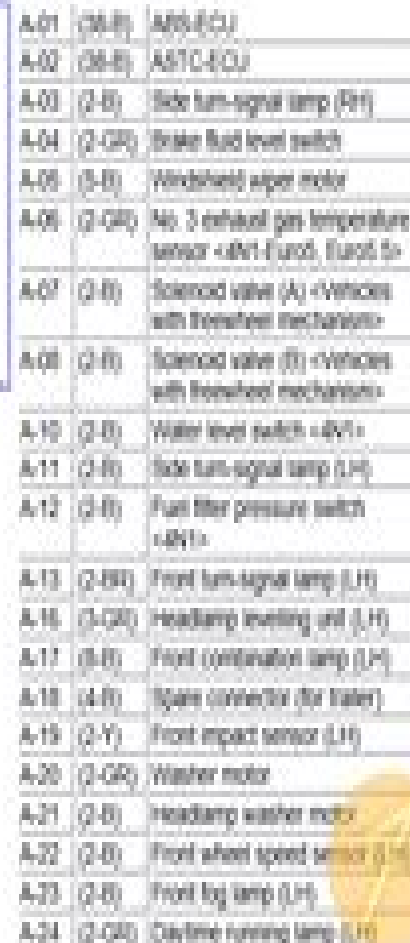 A-01 (38-B) ABS-ECU
A-02 (38-B) ASTC-ECU
A-03 (2-B) Side turn-signal lamp (RH)
A-04 (2-GR) Brake fluid level switch
A-05 (5-B) Windshield wiper motor
A-06 (2-GR) No. 3 exhaust gas temperature
sensor <4N1-Euro5, Euro5.5>
A-07 (2-B) Solenoid valve (A) <Vehicles
with freewheel mechanism>
A-08 (2-B) Solenoid valve (B) <Vehicles
with freewheel mechanism>
A-10 (2-B) Water level switch <4N1>
A-11 (2-B) Side turn-signal lamp (LH)
A-12 (2-B) Fuel filter pressure switch
<4N1>
A-13 (2-BR) Front turn-signal lamp (LH)
A-16 (3-GR) Headlamp leveling unit (LH)
A-17 (8-B) Front combination lamp (LH)
A-18 (4-B) Spare connector (for trailer)
A-19 (2-Y) Front impact sensor (LH)
A-20 (2-GR) Washer motor
A-21 (2-B) Headlamp washer motor
A-22 (2-B) Front wheel speed sensor (LH)
A-23 (2-B) Front fog lamp (LH)
A-24 (2-GR) Daytime running lamp (LH)